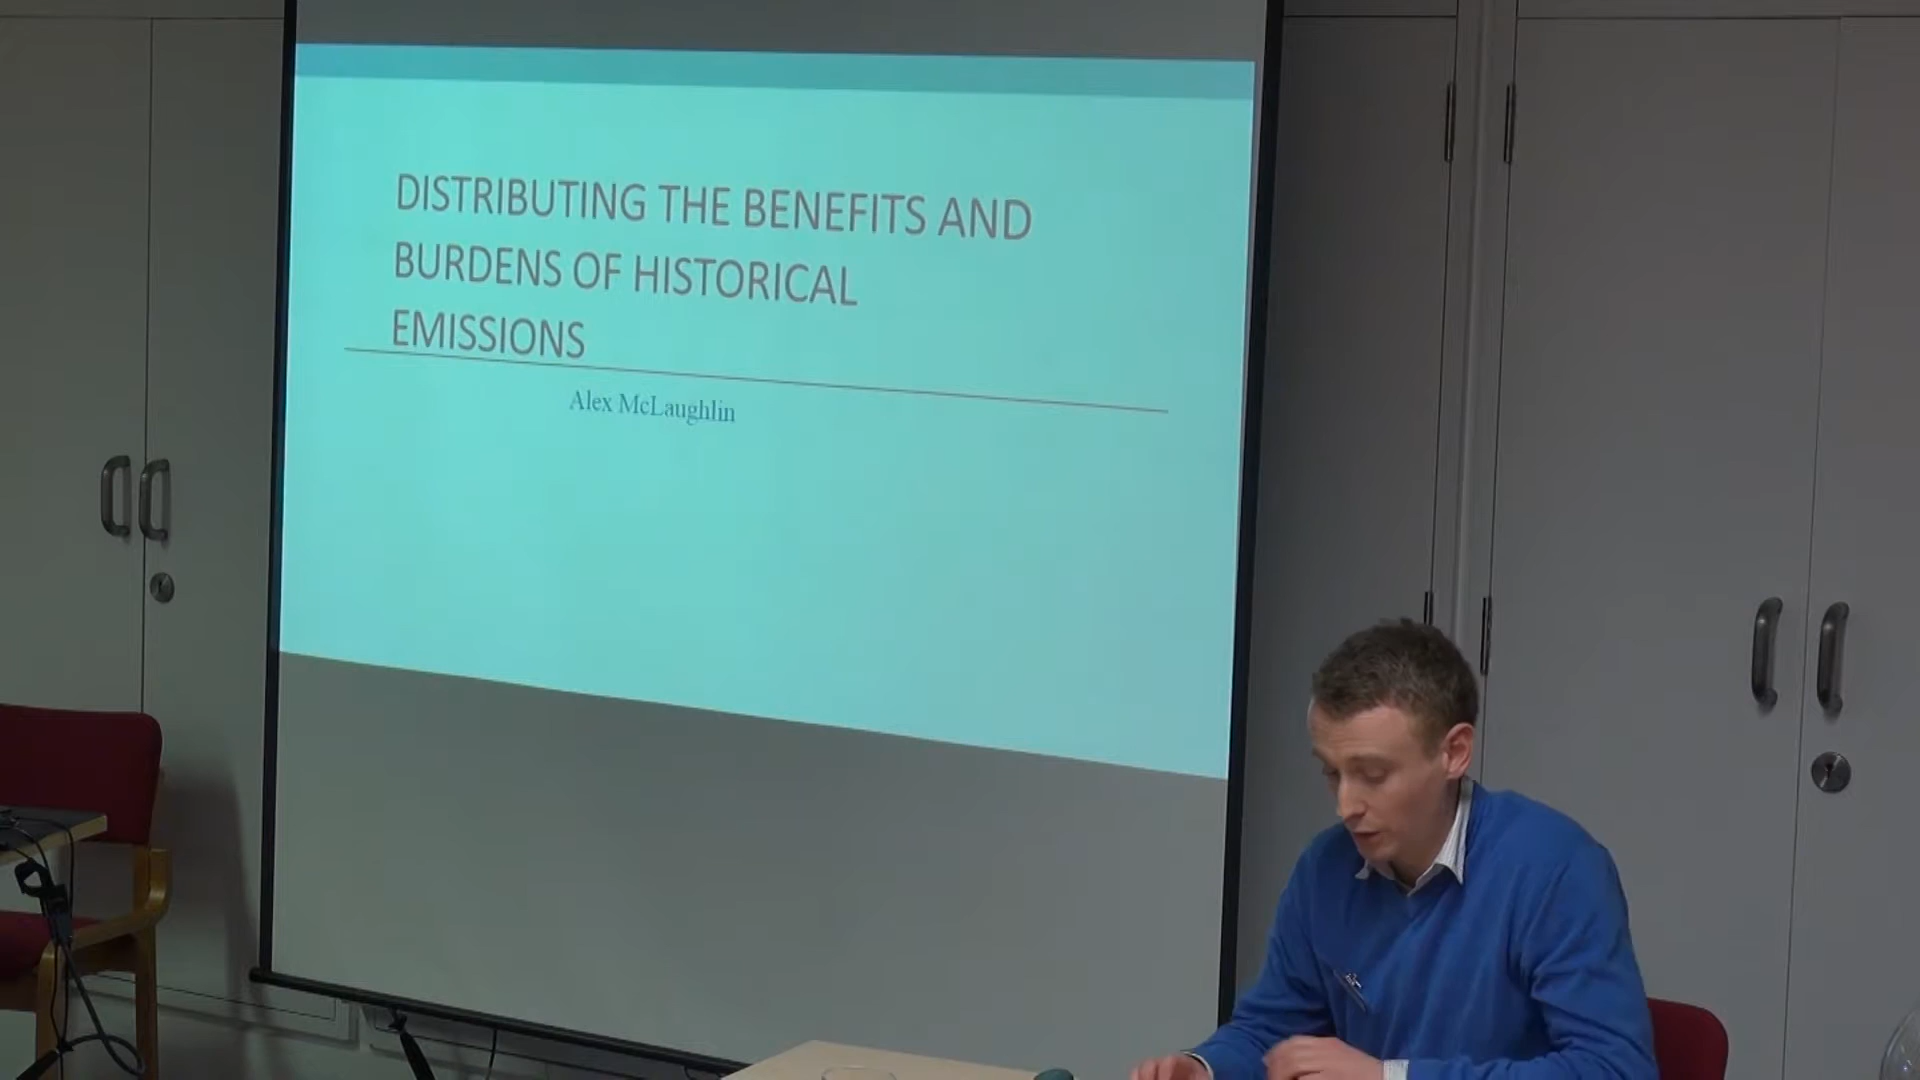 DISTRIBUTING THE BENEFITS AND
BURDENS OF HISTORICAL
EMISSIONS
Alex McLaughlin